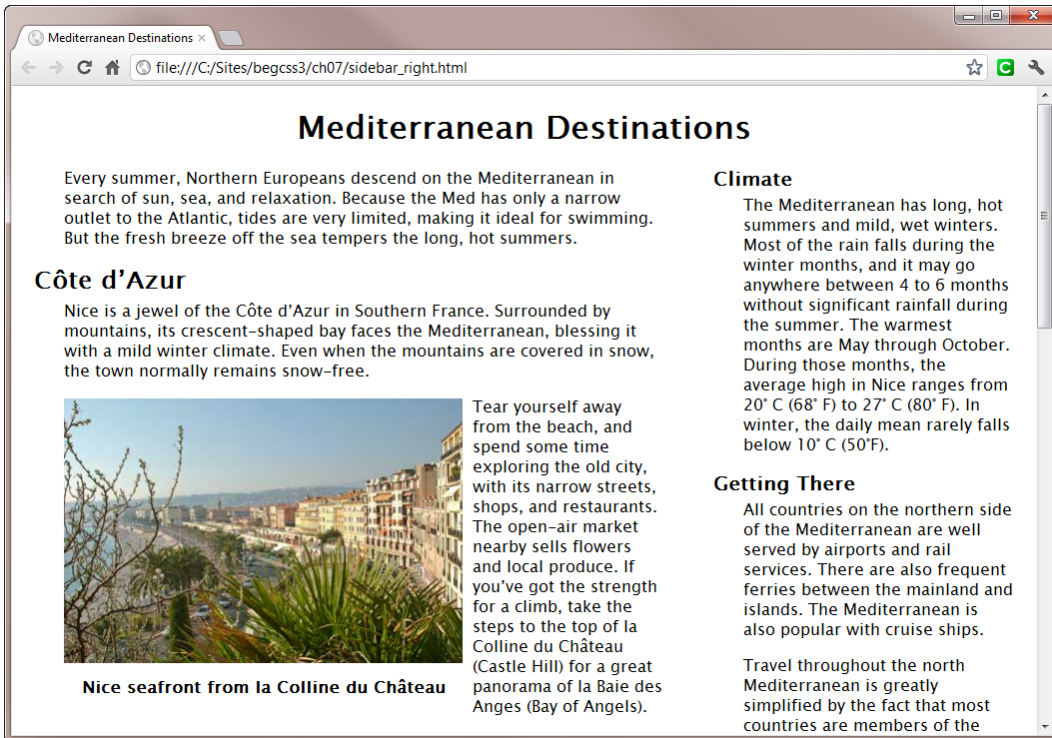 Mediterranean Destinations
file:///C:/Sites/begcss3/ch07/sidebar_right.html
Mediterranean Destinations
Every summer, Northern Europeans descend on the Mediterranean in
search of sun, sea, and relaxation. Because the Med has only a narrow
outlet to the Atlantic, tides are very limited, making it ideal for swimming.
But the fresh breeze off the sea tempers the long, hot summers.
Côte d’Azur
Nice is a jewel of the Côte d’Azur in Southern France. Surrounded by
mountains, its crescent-shaped bay faces the Mediterranean, blessing it
with a mild winter climate. Even when the mountains are covered in snow,
the town normally remains snow-free.
Tear yourself away
from the beach, and
spend some time
exploring the old city,
with its narrow streets,
shops, and restaurants.
The open-air market
nearby sells flowers
and local produce. If
you’ve got the strength
for a climb, take the
steps to the top of la
Colline du Château
(Castle Hill) for a great
panorama of la Baie des
Anges (Bay of Angels).
Nice seafront from la Colline du Château
Climate
The Mediterranean has long, hot
summers and mild, wet winters.
Most of the rain falls during the
winter months, and it may go
anywhere between 4 to 6 months
without significant rainfall during
the summer. The warmest
months are May through October.
During those months, the
average high in Nice ranges from
20° C (68° F) to 27° C (80° F). In
winter, the daily mean rarely falls
below 10° C (50°F).
Getting There
All countries on the northern side
of the Mediterranean are well
served by airports and rail
services. There are also frequent
ferries between the mainland and
islands. The Mediterranean is
also popular with cruise ships.
Travel throughout the north
Mediterranean is greatly
simplified by the fact that most
countries are members of the